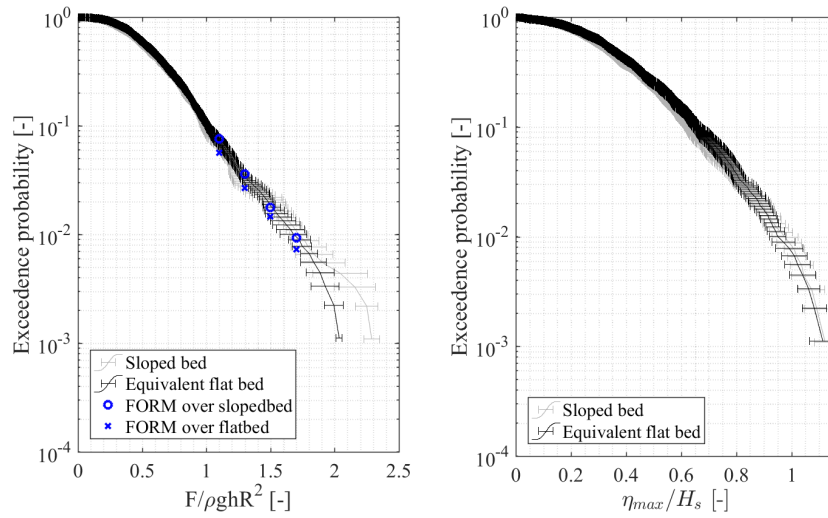 10^0
10^-1
10^-2
10^-3
10^-4
Exceedence probability [-]
0 0.5 1 1.5 2 2.5
F/ρghR^2 [-]
Sloped bed
Equivalent flat bed
FORM over slopedbed
FORM over flatbed
10^0
10^-1
10^-2
10^-3
10^-4
Exceedence probability [-]
0 0.2 0.4 0.6 0.8 1
η_max/H_s [-]
Sloped bed
Equivalent flat bed